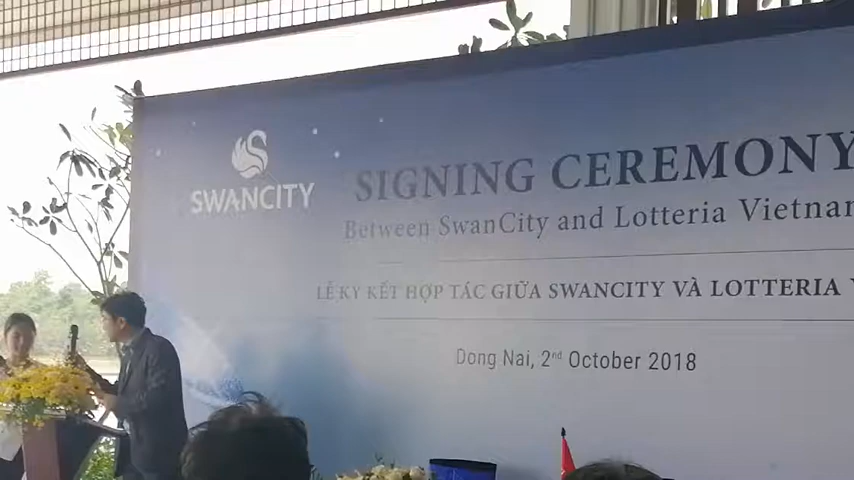 SWANCITY
SIGNING CEREMONY
Between SwanCity and Lotteria Vietnam
LỄ KÝ KẾT HỢP TÁC GIỮA SWANCITY VÀ LOTTERIA
Đồng Nai, 2nd October 2018